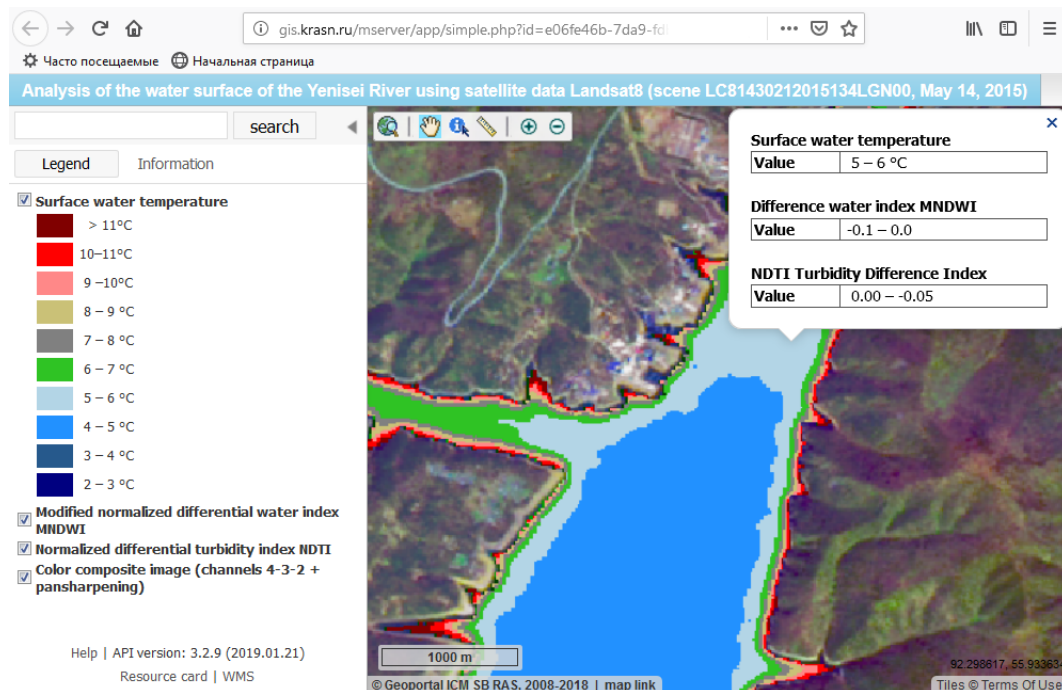 gis.krasn.ru/mserver/app/simple.php?id=e06fe46b-7da9-fd
Часто посещаемые Начальная страница
Analysis of the water surface of the Yenisei River using satellite data Landsat8 (scene LC81430212015134LGN00, May 14, 2015)
search
Legend Information
Surface water temperature
> 11°C
10–11°C
9 –10°C
8 – 9 °C
7 – 8 °C
6 – 7 °C
5 – 6 °C
4 – 5 °C
3 – 4 °C
2 – 3 °C
Modified normalized differential water index
MNDWI
Normalized differential turbidity index NDTI
Color composite image (channels 4-3-2 +
pansharpening)
Help | API version: 3.2.9 (2019.01.21)
Resource card | WMS
Surface water temperature
Value 5 – 6 °C
Difference water index MNDWI
Value -0.1 – 0.0
NDTI Turbidity Difference Index
Value 0.00 – -0.05
1000 m
92.298617, 55.933634
© Geoportal ICM SB RAS, 2008-2018 | map link
Tiles © Terms Of Use